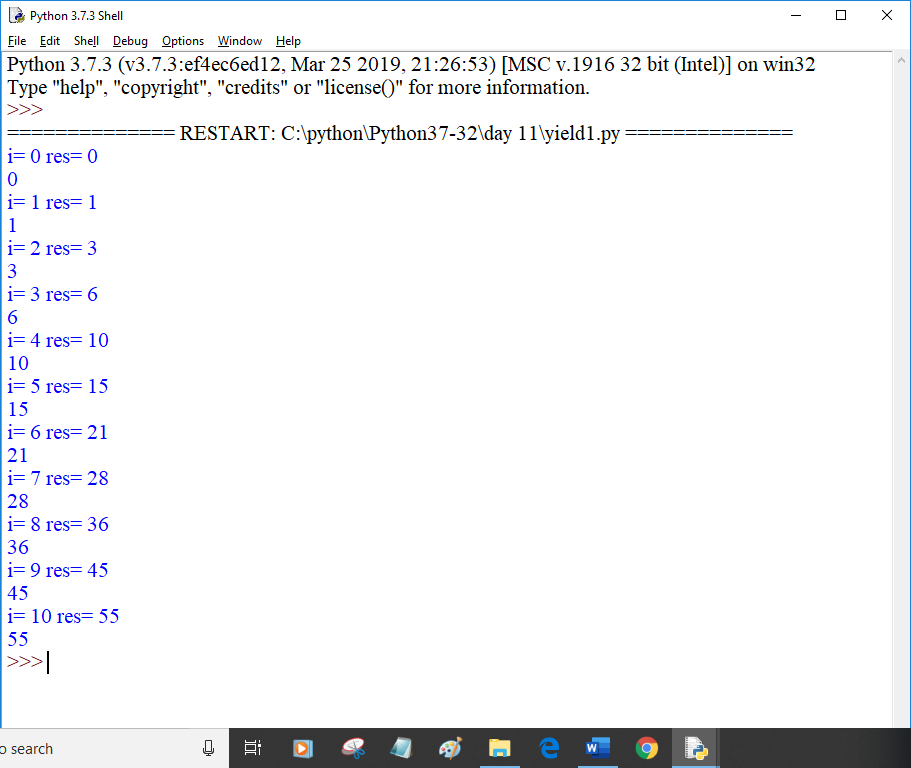 Python 3.7.3 Shell
File Edit Shell Debug Options Window Help
Python 3.7.3 (v3.7.3:ef4ec6ed12, Mar 25 2019, 21:26:53) [MSC v.1916 32 bit (Intel)] on win32
Type "help", "copyright", "credits" or "license()" for more information.
>>>
============== RESTART: C:\python\Python37-32\day 11\yield1.py ==============
i= 0 res= 0
0
i= 1 res= 1
1
i= 2 res= 3
3
i= 3 res= 6
6
i= 4 res= 10
10
i= 5 res= 15
15
i= 6 res= 21
21
i= 7 res= 28
28
i= 8 res= 36
36
i= 9 res= 45
45
i= 10 res= 55
55
>>>
o search